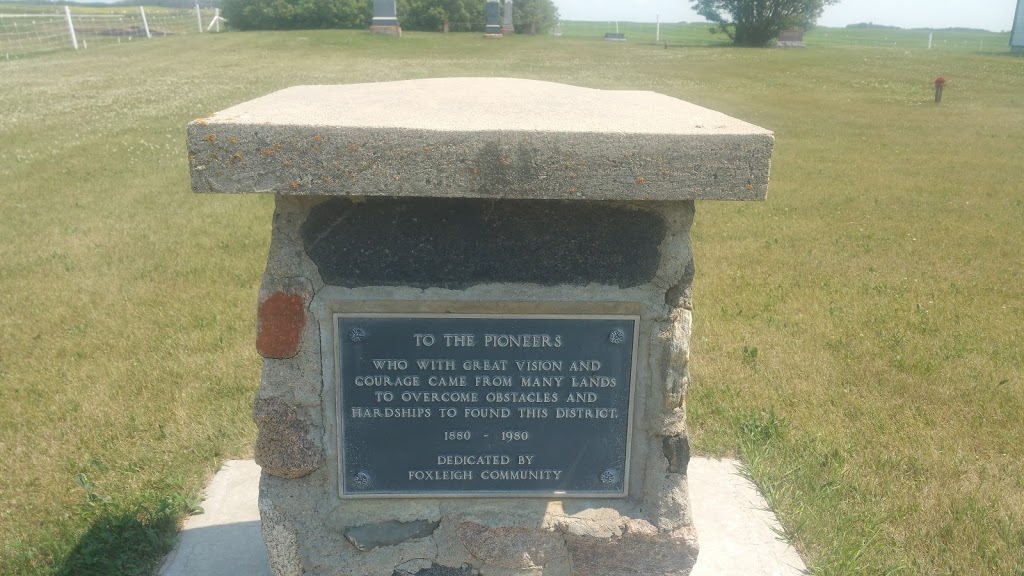 TO THE PIONEERS
WHO WITH GREAT VISION AND
COURAGE CAME FROM MANY LANDS
TO OVERCOME OBSTACLES AND
HARDSHIPS TO FOUND THIS DISTRICT.
1880 - 1980
DEDICATED BY
FOXLEIGH COMMUNITY